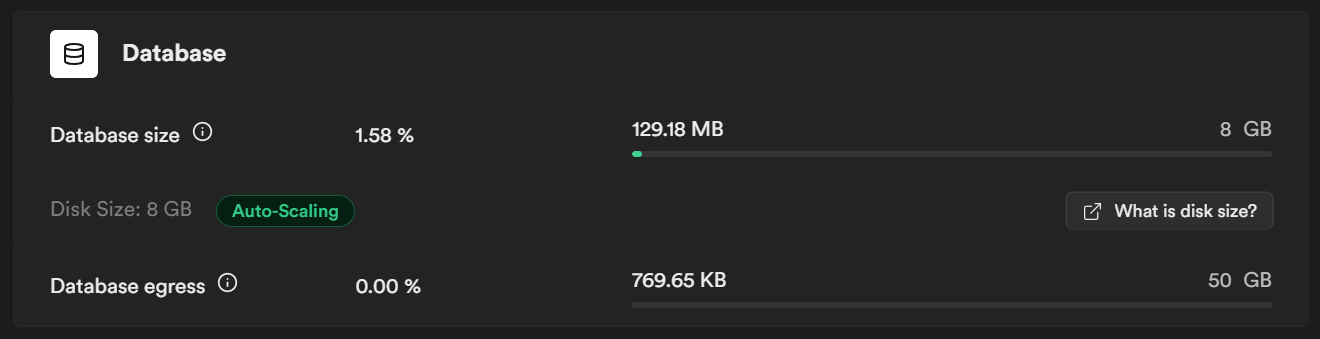 Database
Database size 1.58 % 129.18 MB 8 GB
Disk Size: 8 GB Auto-Scaling What is disk size?
Database egress 0.00 % 769.65 KB 50 GB